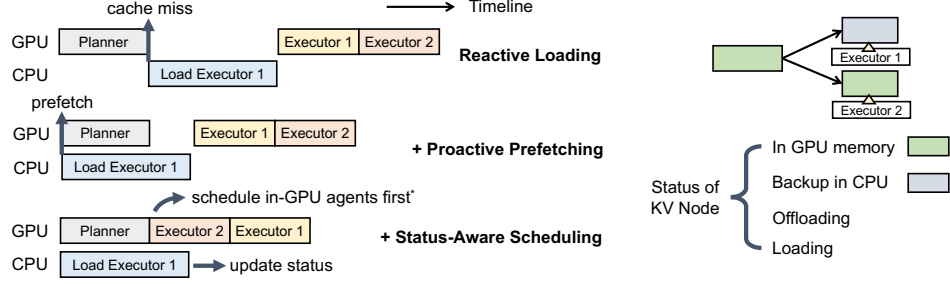 cache miss
Timeline
GPU
Planner
Executor 1
Executor 2
Reactive Loading
CPU
Load Executor 1
prefetch
GPU
Planner
Executor 1
Executor 2
+ Proactive Prefetching
CPU
Load Executor 1
schedule in-GPU agents first*
GPU
Planner
Executor 2
Executor 1
+ Status-Aware Scheduling
CPU
Load Executor 1
update status
Executor 1
Executor 2
Status of
KV Node
In GPU memory
Backup in CPU
Offloading
Loading